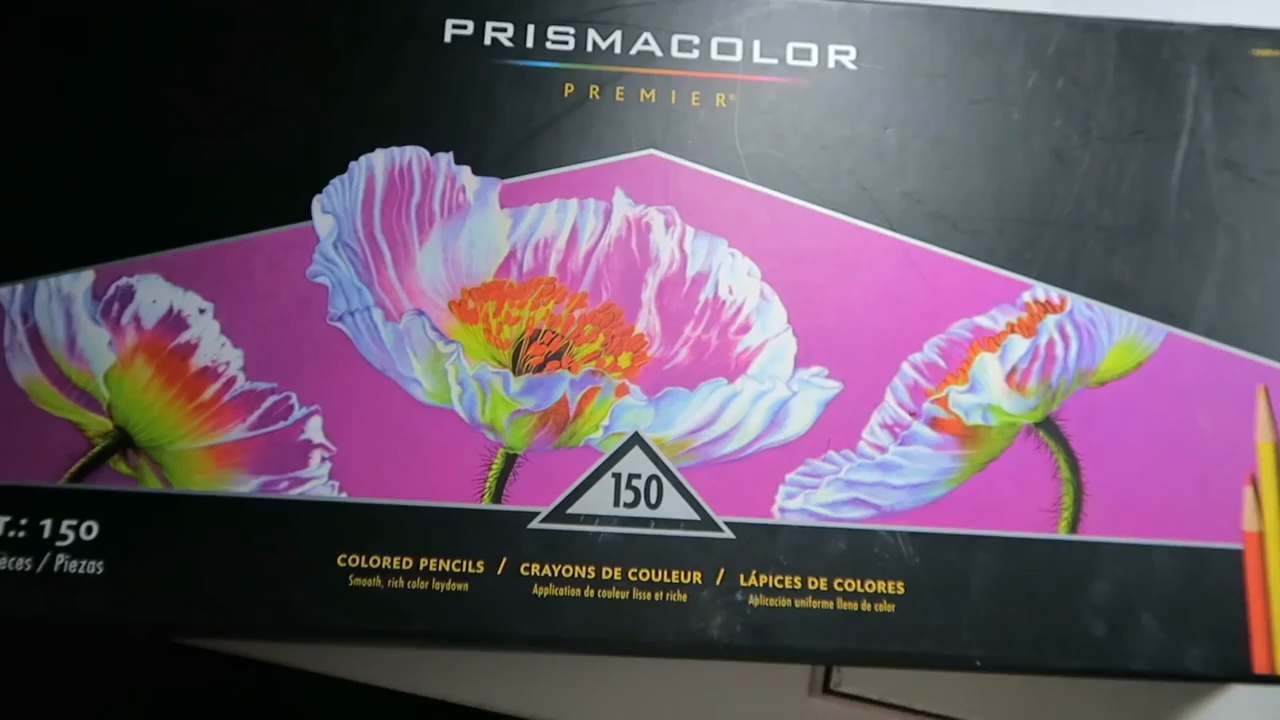 PRISMACOLOR
PREMIER®
150
T.: 150
èces / Piezas
COLORED PENCILS / CRAYONS DE COULEUR / LÁPICES DE COLORES
Smooth, rich color laydown Application de couleur lisse et riche Aplicación uniforme llena de color